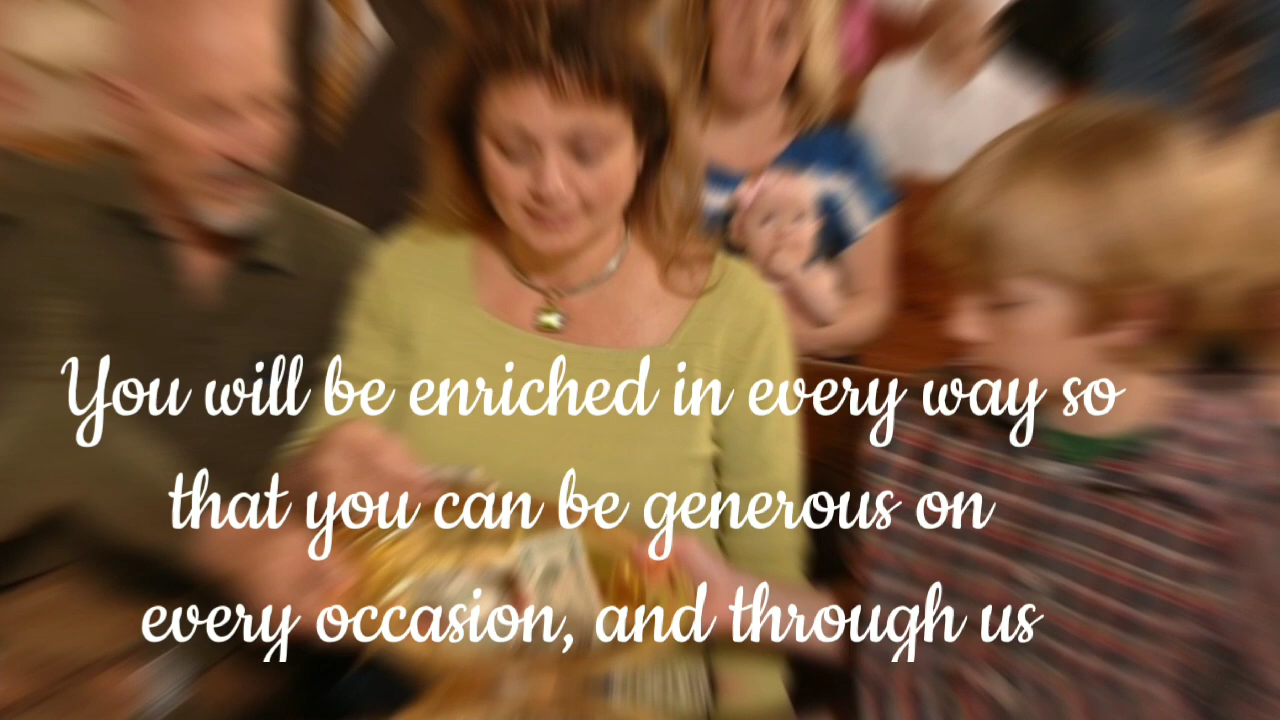 You will be enriched in every way so
that you can be generous on
every occasion, and through us